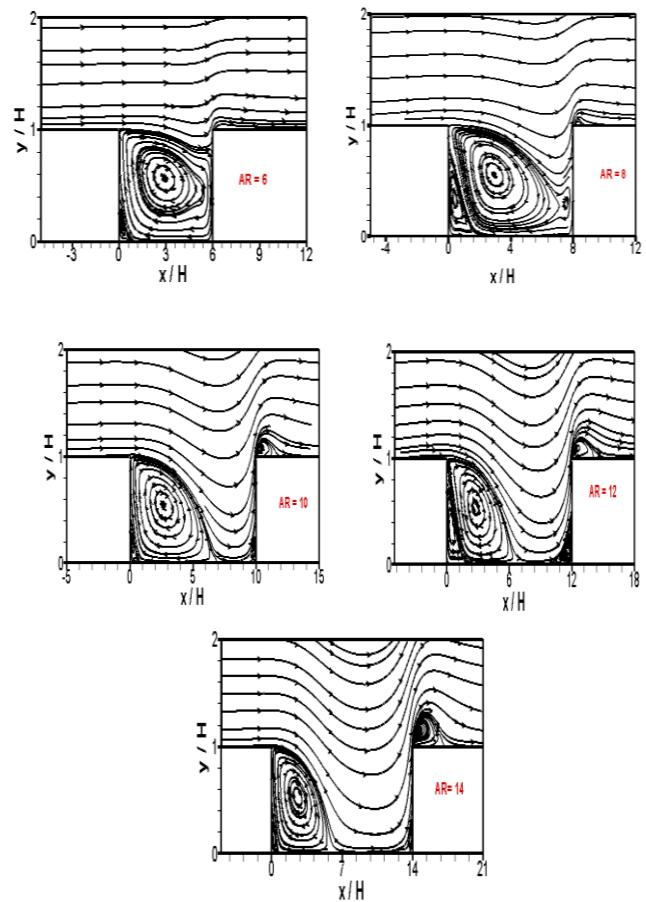 2
y / H
1
AR = 6
0
-3 0 3 6 9 12
x / H
2
y / H
1
AR = 8
0
-4 0 4 8 12
x / H
2
y / H
1
AR = 10
0
-5 0 5 10 15
x / H
2
y / H
1
AR = 12
0
0 6 12 18
x / H
2
y / H
1
AR= 14
0
0 7 14 21
x / H